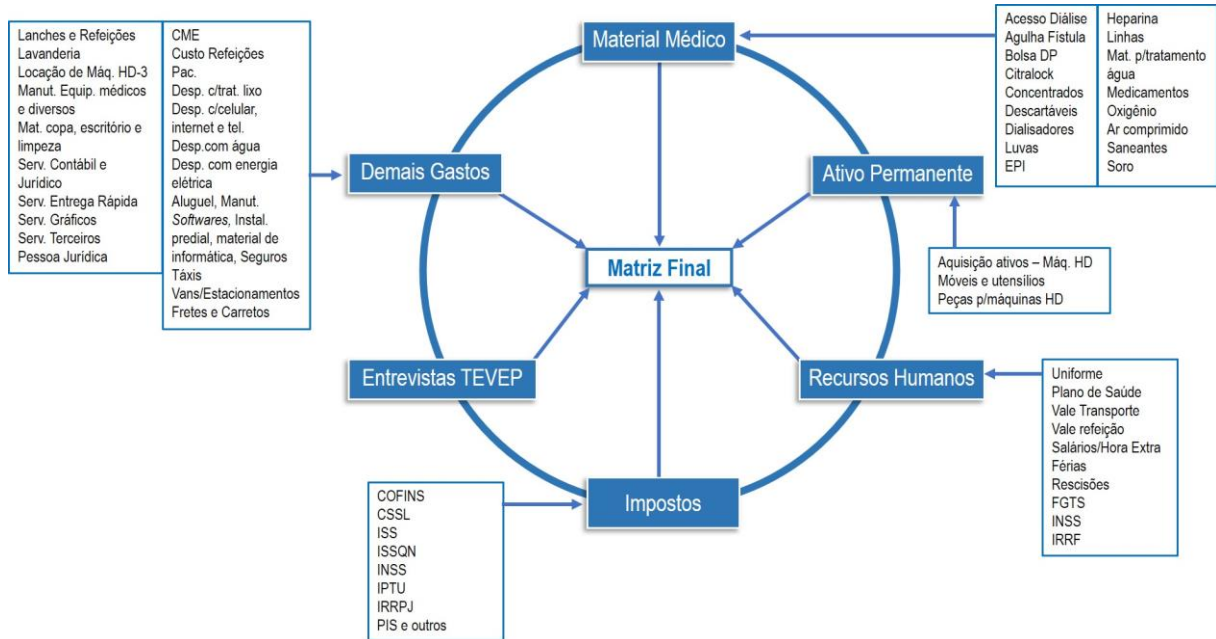 Lanches e Refeições
Lavanderia
Locação de Máq. HD-3
Manut. Equip. médicos
e diversos
Mat. copa, escritório e
limpeza
Serv. Contábil e
Jurídico
Serv. Entrega Rápida
Serv. Gráficos
Serv. Terceiros
Pessoa Jurídica
CME
Custo Refeições
Pac.
Desp. c/trat. lixo
Desp. c/celular,
internet e tel.
Desp.com água
Desp. com energia
elétrica
Aluguel, Manut.
Softwares, Instal.
predial, material de
informática, Seguros
Táxis
Vans/Estacionamentos
Fretes e Carretos
Material Médico
Acesso Diálise
Agulha Fístula
Bolsa DP
Citralock
Concentrados
Descartáveis
Dialisadores
Luvas
EPI
Heparina
Linhas
Mat. p/tratamento
água
Medicamentos
Oxigênio
Ar comprimido
Saneantes
Soro
Demais Gastos
Ativo Permanente
Matriz Final
Aquisição ativos – Máq. HD
Móveis e utensílios
Peças p/máquinas HD
Entrevistas TEVEP
Recursos Humanos
Uniforme
Plano de Saúde
Vale Transporte
Vale refeição
Salários/Hora Extra
Férias
Rescisões
FGTS
INSS
IRRF
Impostos
COFINS
CSSL
ISS
ISSQN
INSS
IPTU
IRRPJ
PIS e outros